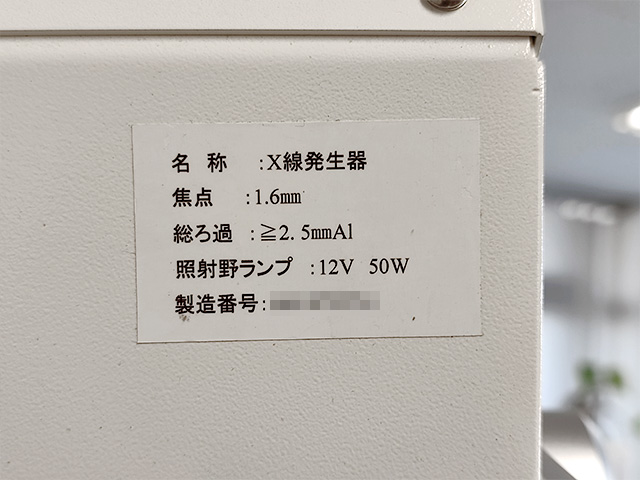 名 称 :X線発生器
焦点 :1.6㎜
総ろ過 :≧2.5㎜Al
照射野ランプ :12V 50W
製造番号: